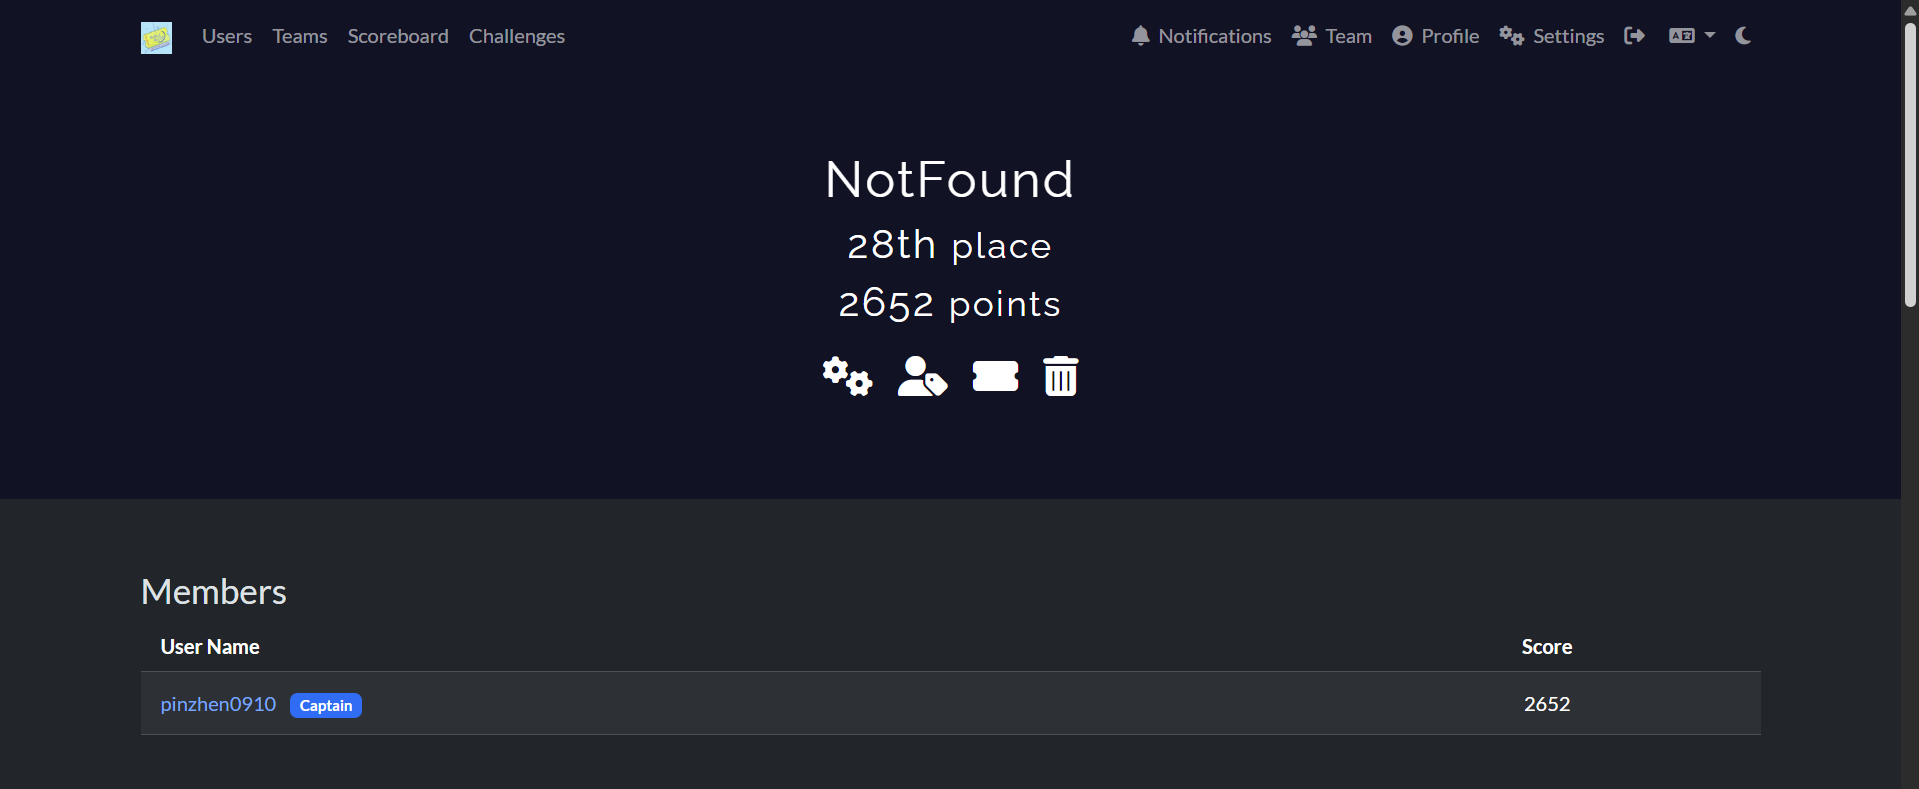 Users Teams Scoreboard Challenges Notifications Team Profile Settings
NotFound
28th place
2652 points
Members
User Name Score
pinzhen0910 Captain 2652